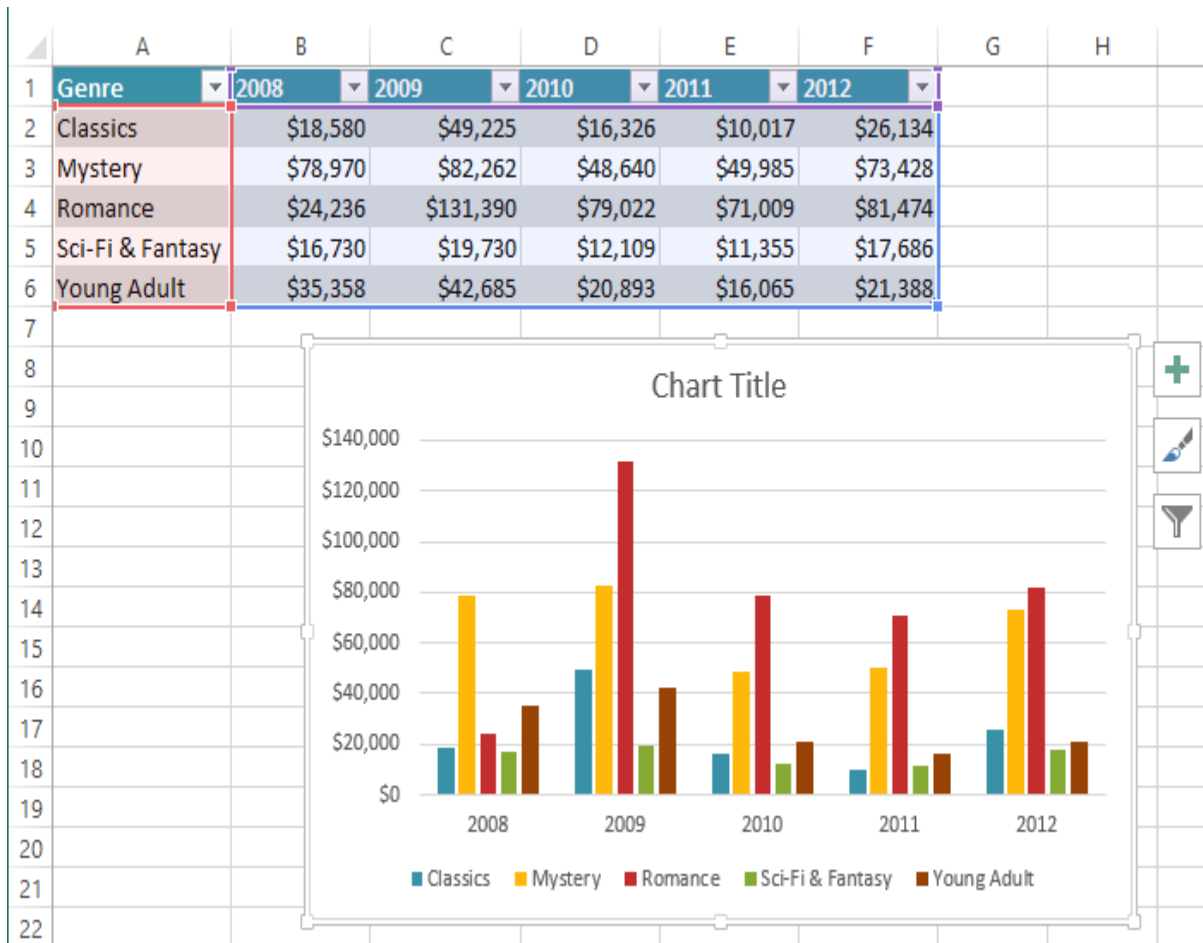 A B C D E F G H
1 Genre 2008 2009 2010 2011 2012
2 Classics $18,580 $49,225 $16,326 $10,017 $26,134
3 Mystery $78,970 $82,262 $48,640 $49,985 $73,428
4 Romance $24,236 $131,390 $79,022 $71,009 $81,474
5 Sci-Fi & Fantasy $16,730 $19,730 $12,109 $11,355 $17,686
6 Young Adult $35,358 $42,685 $20,893 $16,065 $21,388
7
8
9
10
11
12
13
14
15
16
17
18
19
20
21
22
Chart Title
$140,000
$120,000
$100,000
$80,000
$60,000
$40,000
$20,000
$0
2008 2009 2010 2011 2012
Classics Mystery Romance Sci-Fi & Fantasy Young Adult